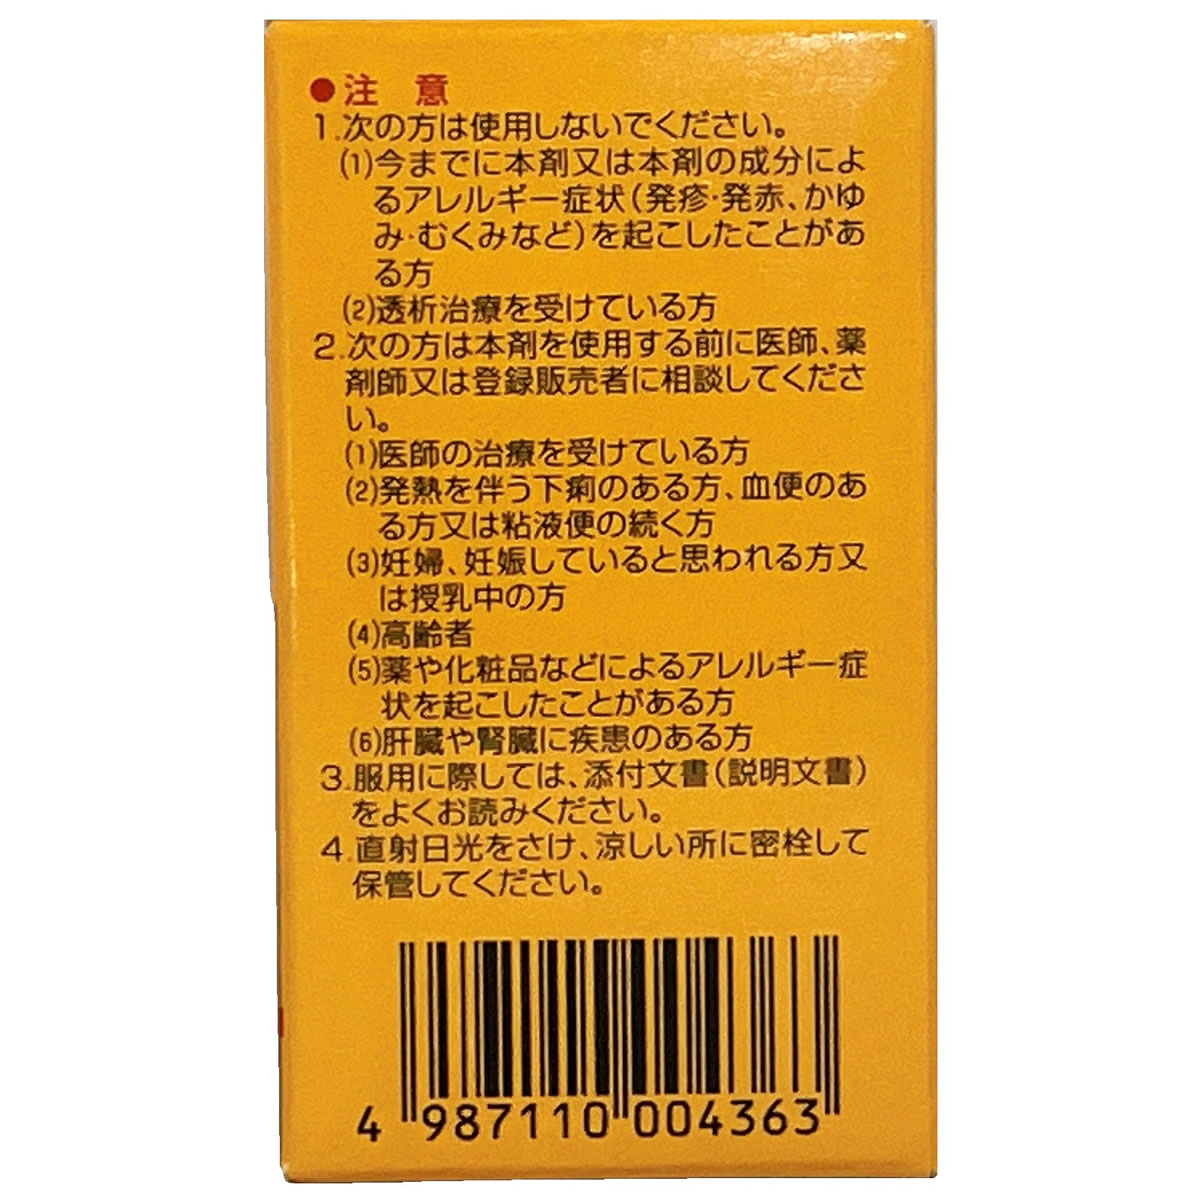 ●注 意
1.次の方は使用しないでください。
(1)今までに本剤又は本剤の成分によ
るアレルギー症状(発疹・発赤、かゆ
み・むくみなど)を起こしたことがあ
る方
(2)透析治療を受けている方
2.次の方は本剤を使用する前に医師、薬
剤師又は登録販売者に相談してくださ
い。
(1)医師の治療を受けている方
(2)発熱を伴う下痢のある方、血便のあ
る方又は粘液便の続く方
(3)妊婦、妊娠していると思われる方又
は授乳中の方
(4)高齢者
(5)薬や化粧品などによるアレルギー症
状を起こしたことがある方
(6)肝臓や腎臓に疾患のある方
3.服用に際しては、添付文書(説明文書)
をよくお読みください。
4.直射日光をさけ、涼しい所に密栓して
保管してください。
4 987110 004363